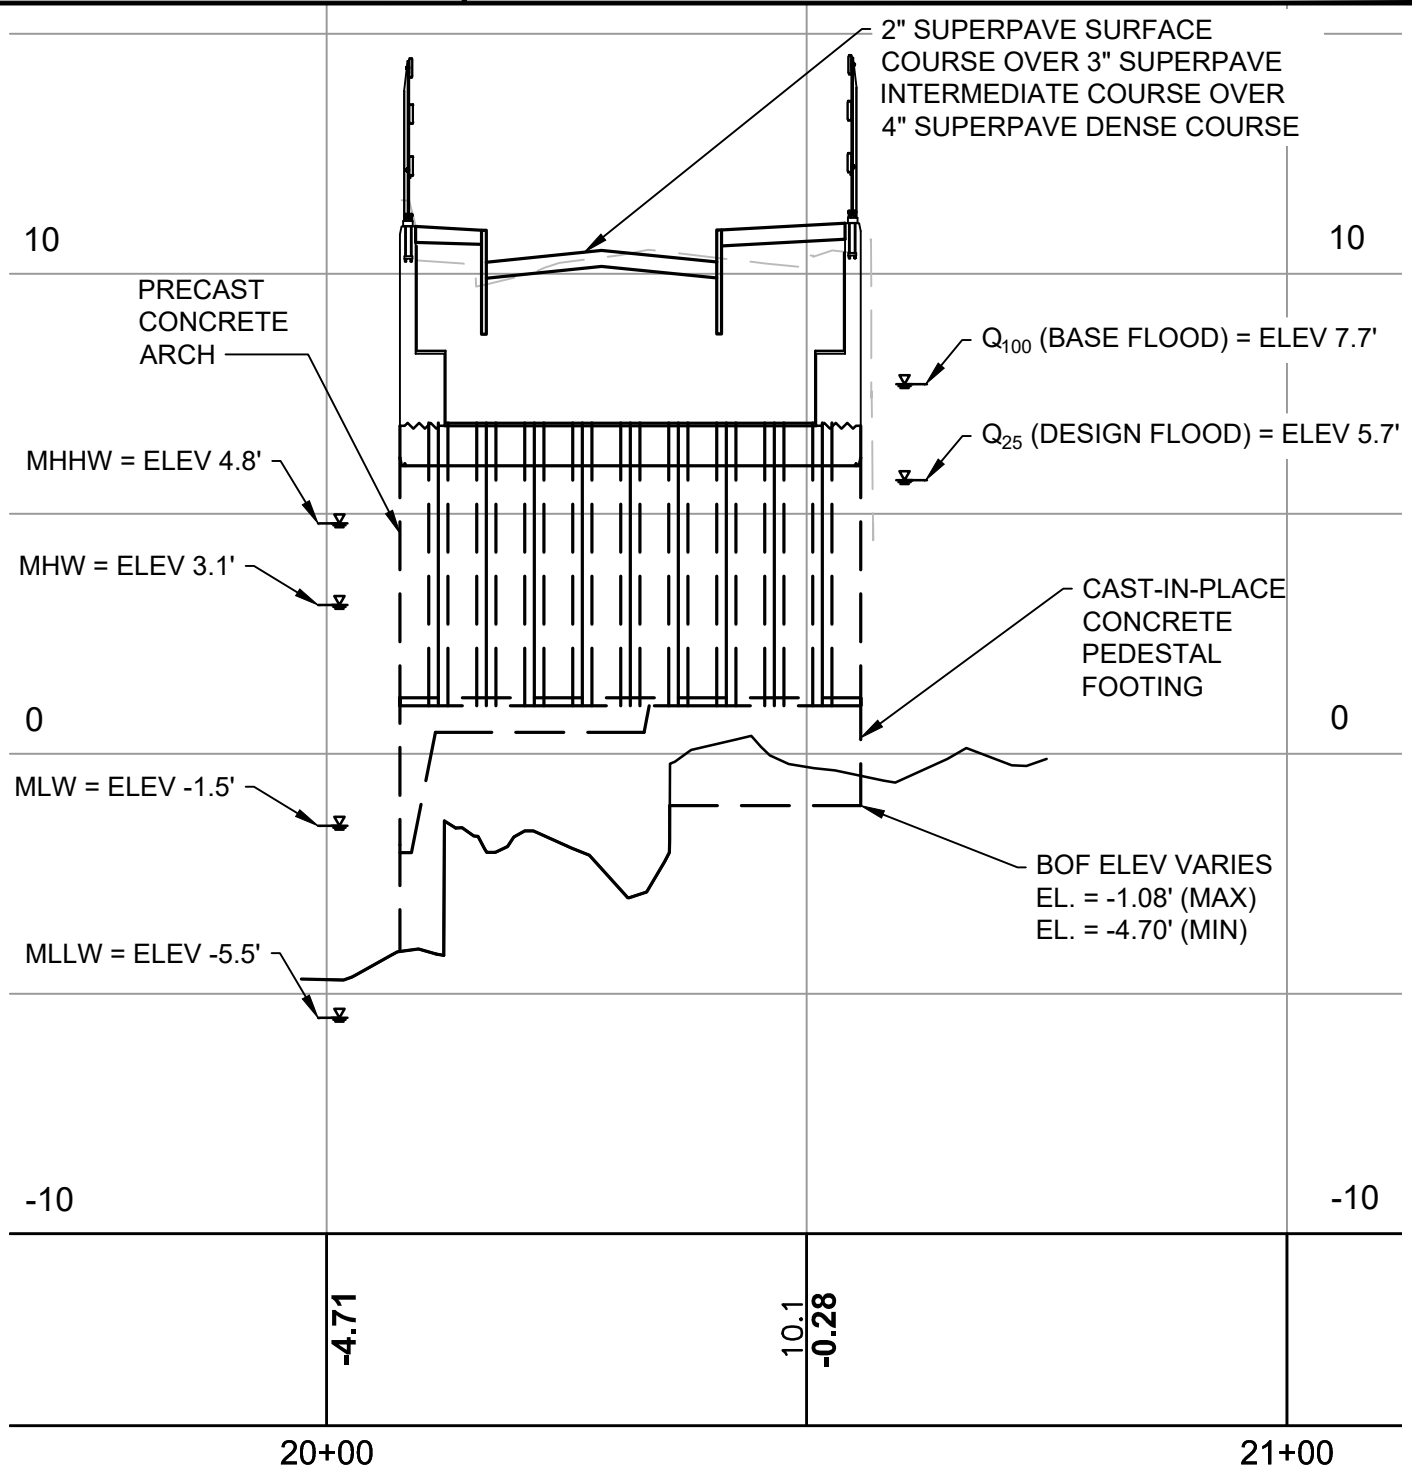 2" SUPERPAVE SURFACE
COURSE OVER 3" SUPERPAVE
INTERMEDIATE COURSE OVER
4" SUPERPAVE DENSE COURSE
10
10
PRECAST
CONCRETE
ARCH
Q100 (BASE FLOOD) = ELEV 7.7'
Q25 (DESIGN FLOOD) = ELEV 5.7'
MHHW = ELEV 4.8'
MHW = ELEV 3.1'
CAST-IN-PLACE
CONCRETE
PEDESTAL
FOOTING
0
0
MLW = ELEV -1.5'
BOF ELEV VARIES
EL. = -1.08' (MAX)
EL. = -4.70' (MIN)
MLLW = ELEV -5.5'
-10
-10
-4.71
10.1
-0.28
20+00
21+00